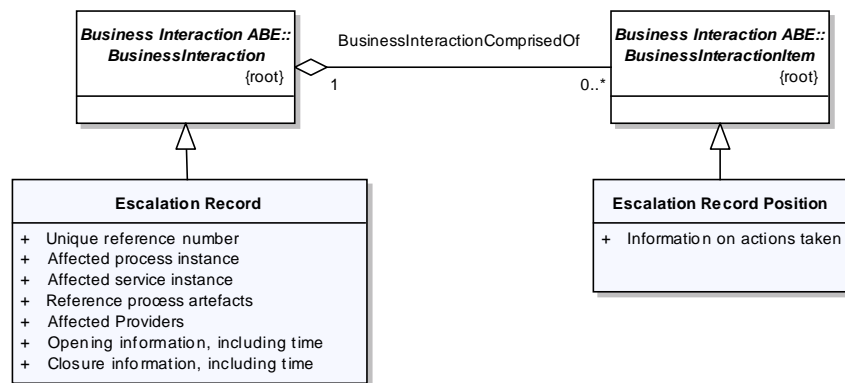 Business Interaction ABE::
BusinessInteraction
{root}
BusinessInteractionComprisedOf
1
0..*
Business Interaction ABE::
BusinessInteractionItem
{root}
Escalation Record
+ Unique reference number
+ Affected process instance
+ Affected service instance
+ Reference process artefacts
+ Affected Providers
+ Opening information, including time
+ Closure information, including time
Escalation Record Position
+ Information on actions taken